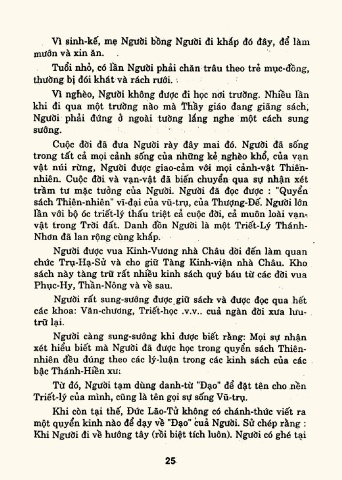 Vì sinh-kế, mẹ Người bồng Người đi khắp đó đây, để làm
mướn và xin ăn.
Tuổi nhỏ, có lần Người phải chăn trâu theo trẻ mục-đồng,
thường bị đói khát và rách rưới.
Vì nghèo, Người không được đi học nơi trường. Nhiều lần
khi đi qua một trường nào mà Thầy giáo đang giảng sách,
Người phải đứng ở ngoài tường lắng nghe một cách sung
sướng.
Cuộc đời đã đưa Người rày đây mai đó. Người đã sống
trong tất cả mọi cảnh sống của những kẻ nghèo khổ, của vạn
vật núi rừng, Người được giao-cảm với mọi cảnh-vật Thiên-
nhiên. Cuộc đời và vạn-vật đã biến chuyển qua sự nhận xét
trầm tư mặc tưởng của Người. Người đã đọc được : "Quyển
sách Thiên-nhiên" vĩ-đại của vũ-trụ, của Thượng-Đế. Người lớn
lần với bộ óc triết-lý thấu triệt cả cuộc đời, cả muôn loài vạn-
vật trong Trời đất. Danh đồn Người là một Triết-Lý Thánh-
Nhơn đã lan rộng cùng khắp.
Người được vua Kinh-Vương nhà Châu dời đến làm quan
chức Trụ-Hạ-Sử và cho giữ Tàng Kinh-viện nhà Châu. Kho
sách này tàng trữ rất nhiều kinh sách quý báu từ các đời vua
Phục-Hy, Thần-Nông và về sau.
Người rất sung-sướng được giữ sách và được đọc qua hết
các khoa: Văn-chương, Triết-học .v.v.. cuả ngàn đời xưa lưu-
trữ lại.
Người càng sung-sướng khi được biết rằng: Mọi sự nhận
xét hiểu biết mà Người đã được học trong quyển sách Thiên-
nhiên đều đúng theo các lý-luận trong các kinh sách của các
bậc Thánh-Hiền xưa:
Từ đó, Người tạm dùng danh-từ "Đạo" để đặt tên cho nền
Triết-lý của mình, cũng là tên gọi sự sống Vũ-trụ.
Khi còn tại thế, Đức Lão-Tử không có chánh-thức viết ra
một quyển kinh nào để dạy về "Đạo" cuả Người. Sử chép rằng :
Khi Người đi về hướng tây (rồi biệt tích luôn). Người có ghé tại
25